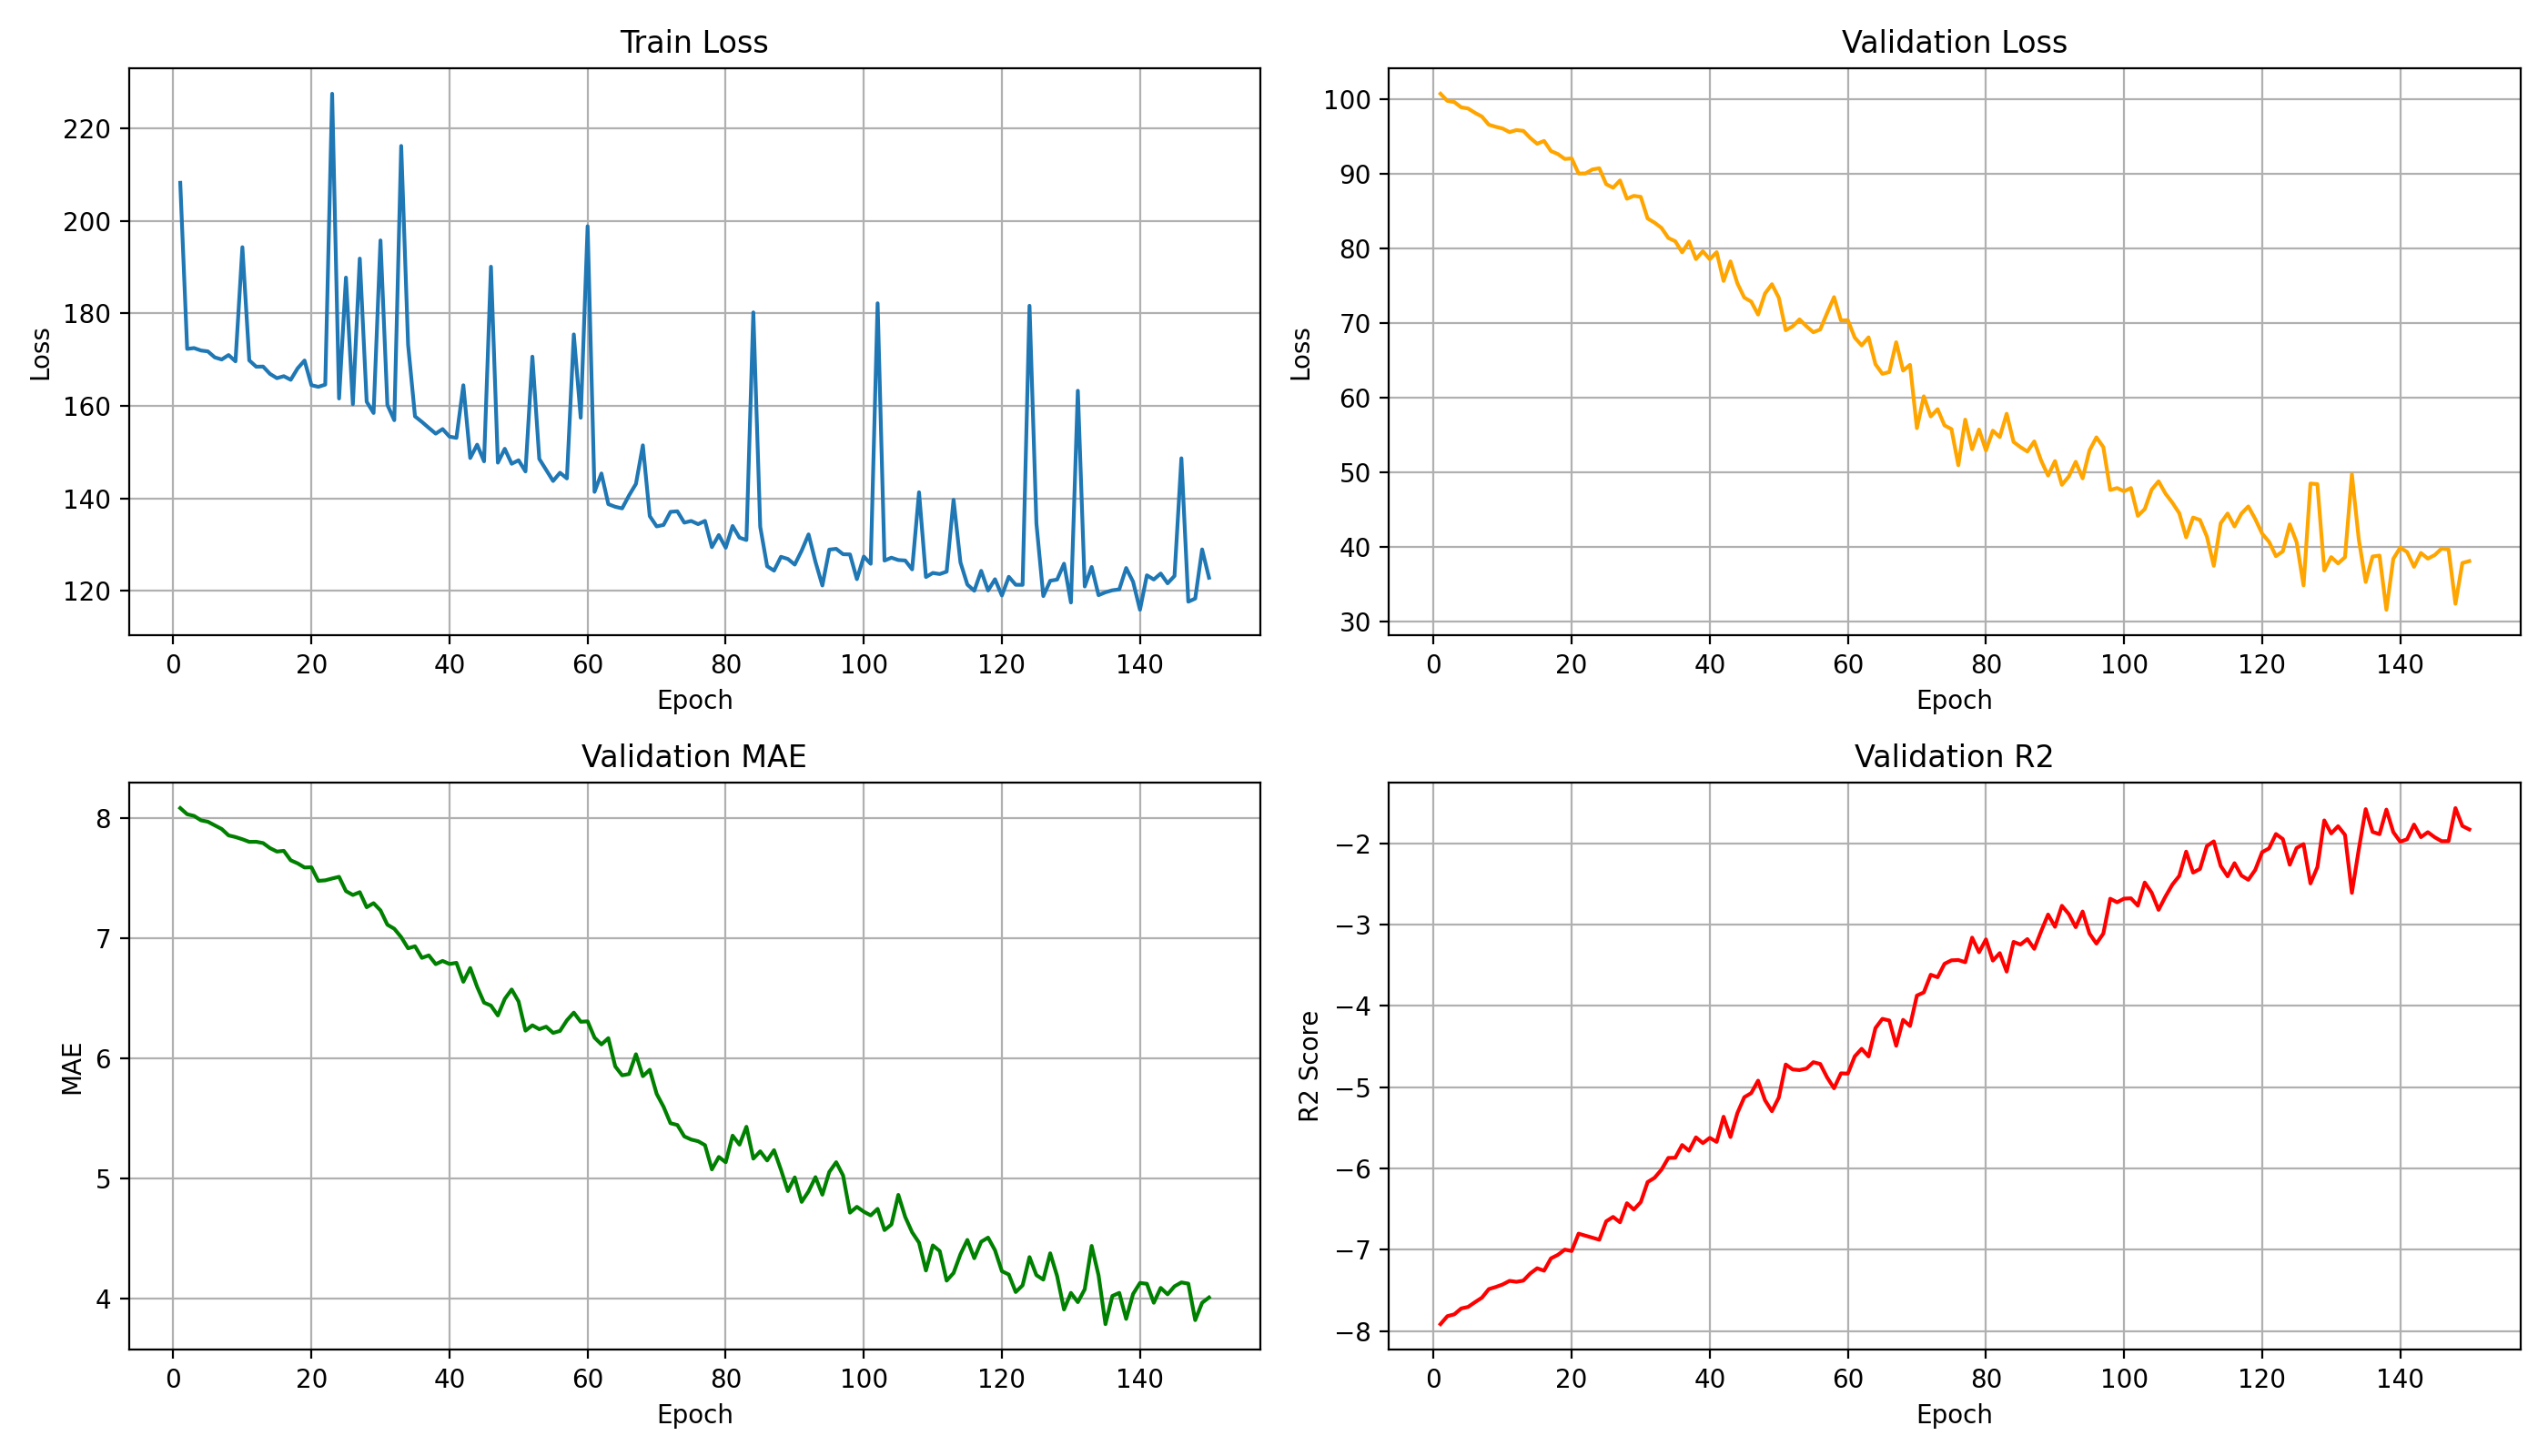 Train Loss
Loss
220
200
180
160
140
120
0 20 40 60 80 100 120 140
Epoch
Validation Loss
Loss
100
90
80
70
60
50
40
30
0 20 40 60 80 100 120 140
Epoch
Validation MAE
MAE
8
7
6
5
4
0 20 40 60 80 100 120 140
Epoch
Validation R2
R2 Score
−2
−3
−4
−5
−6
−7
−8
0 20 40 60 80 100 120 140
Epoch